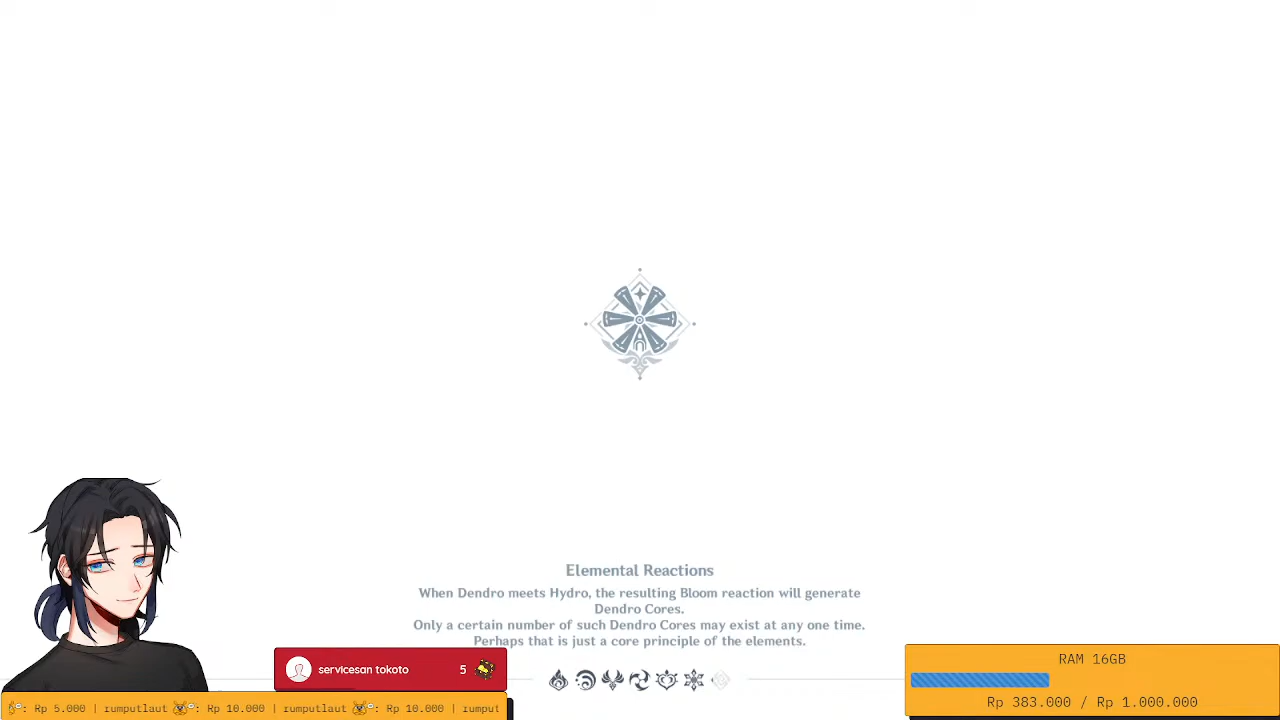 Elemental Reactions
When Dendro meets Hydro, the resulting Bloom reaction will generate
Dendro Cores.
Only a certain number of such Dendro Cores may exist at any one time.
Perhaps that is just a core principle of the elements.
servicesan tokoto 5
: Rp 5.000 | rumputlaut : Rp 10.000 | rumputlaut : Rp 10.000 | rumput
RAM 16GB
Rp 383.000 / Rp 1.000.000